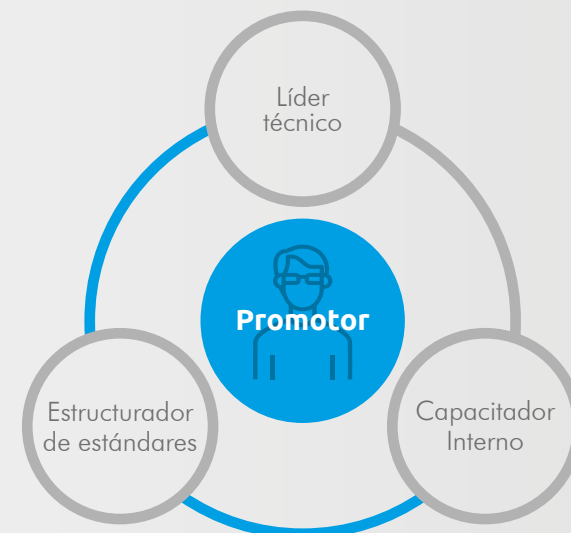 Líder
técnico
Promotor
Estructurador
de estándares
Capacitador
Interno